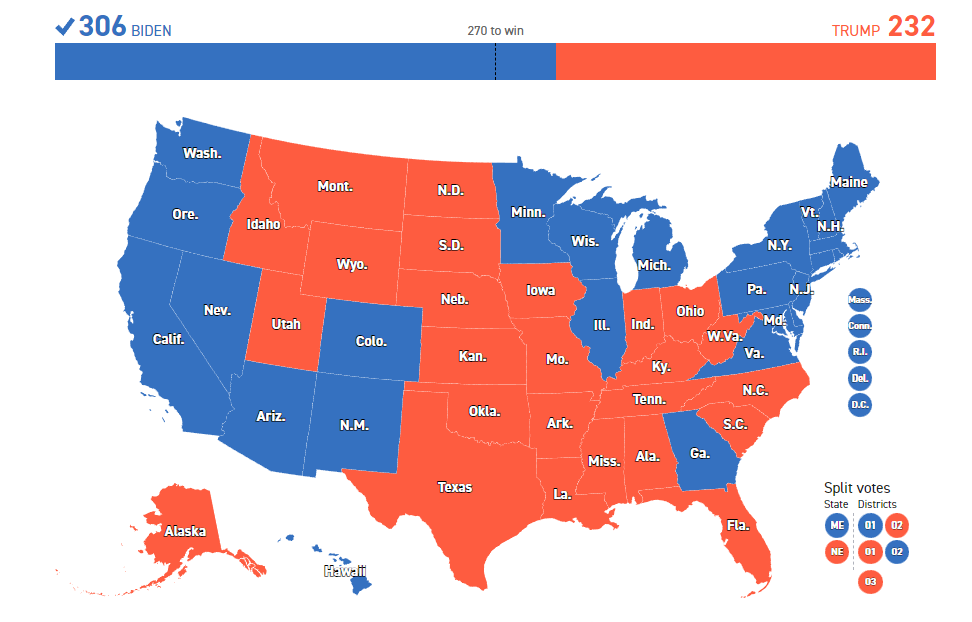 306 BIDEN
270 to win
TRUMP 232
Wash.
Ore.
Calif.
Nev.
Idaho
Mont.
Wyo.
Utah
Colo.
Ariz.
N.M.
N.D.
S.D.
Neb.
Kan.
Okla.
Texas
Minn.
Iowa
Mo.
Ark.
La.
Wis.
Ill.
Mich.
Ind.
Ohio
Ky.
Tenn.
Miss.
Ala.
Ga.
Fla.
S.C.
N.C.
Va.
W.Va.
Md.
Pa.
N.J.
N.Y.
Vt.
N.H.
Maine
Mass.
Conn.
R.I.
Del.
D.C.
Alaska
Hawaii
Split votes
State Districts
ME 01 02
NE 01 02
03